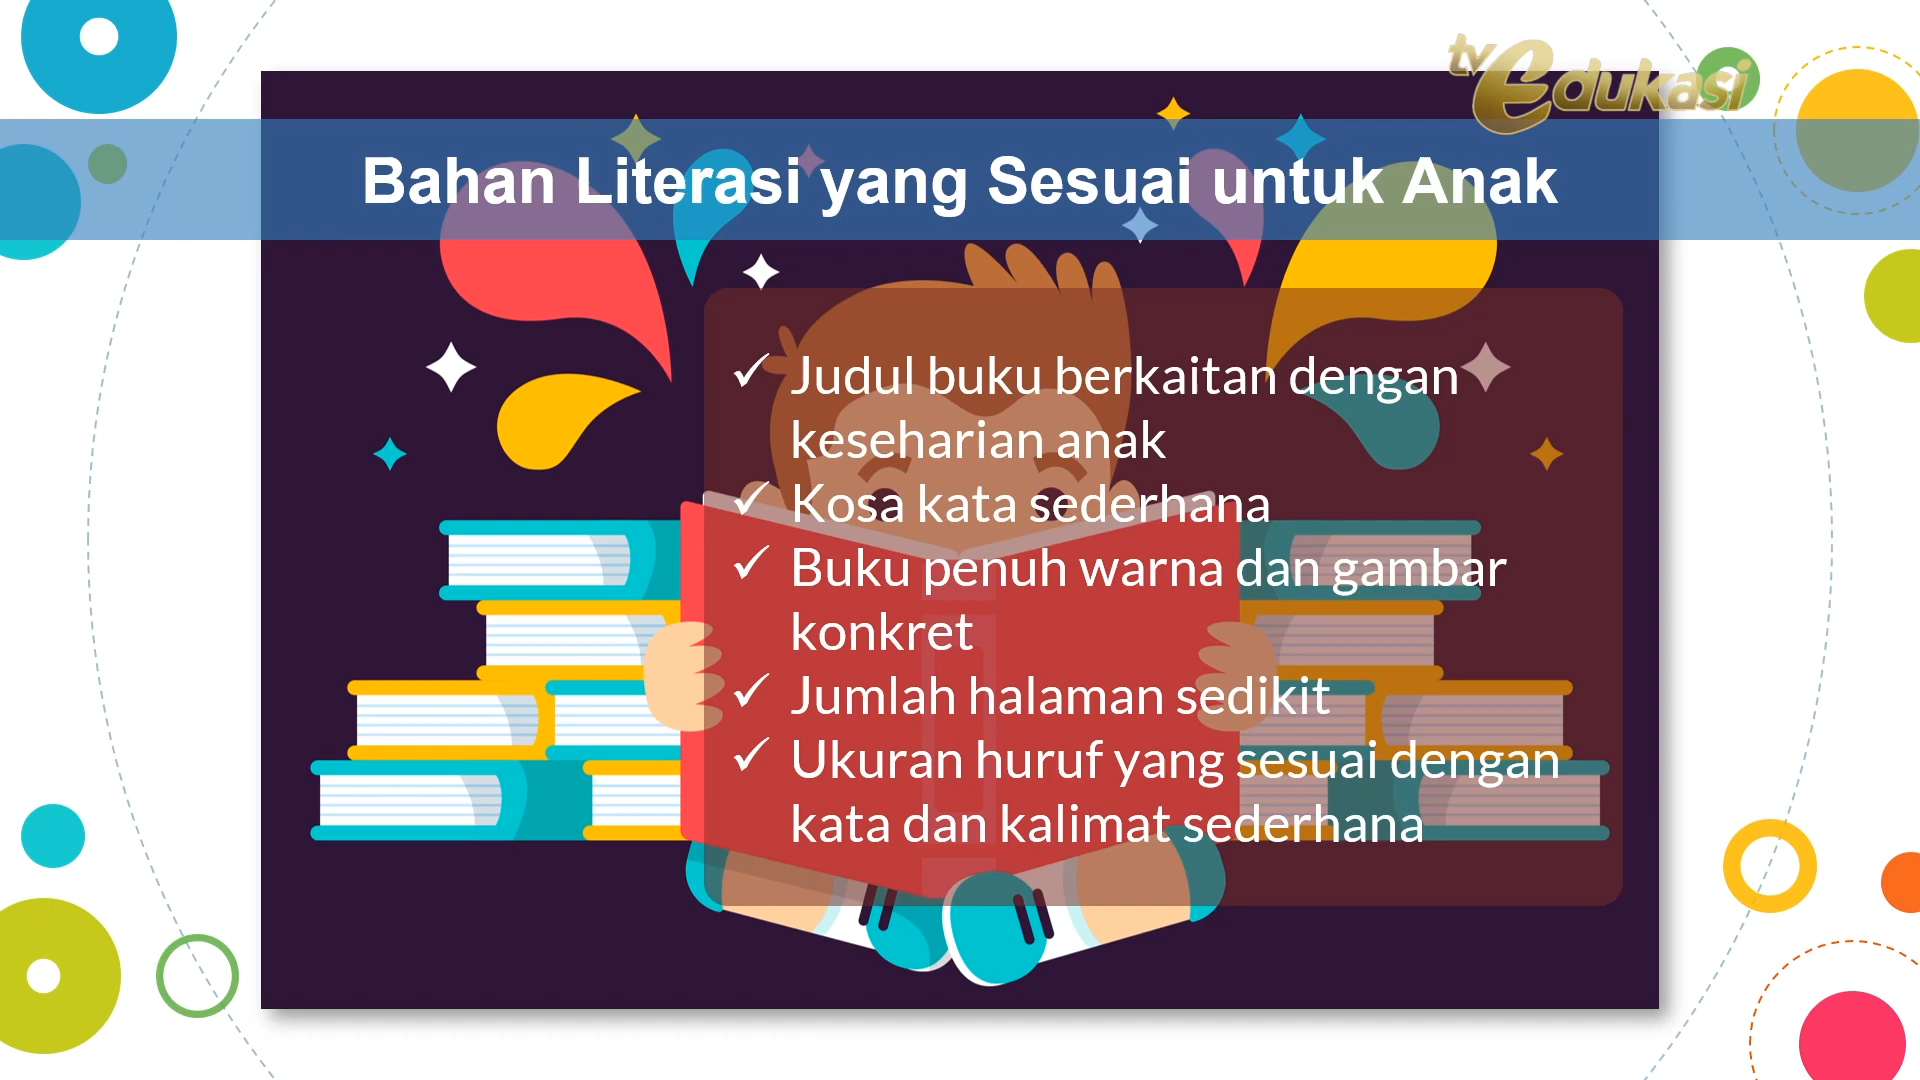 tv Edukasi
Bahan Literasi yang Sesuai untuk Anak
✓ Judul buku berkaitan dengan
keseharian anak
✓ Kosa kata sederhana
✓ Buku penuh warna dan gambar
konkret
✓ Jumlah halaman sedikit
✓ Ukuran huruf yang sesuai dengan
kata dan kalimat sederhana